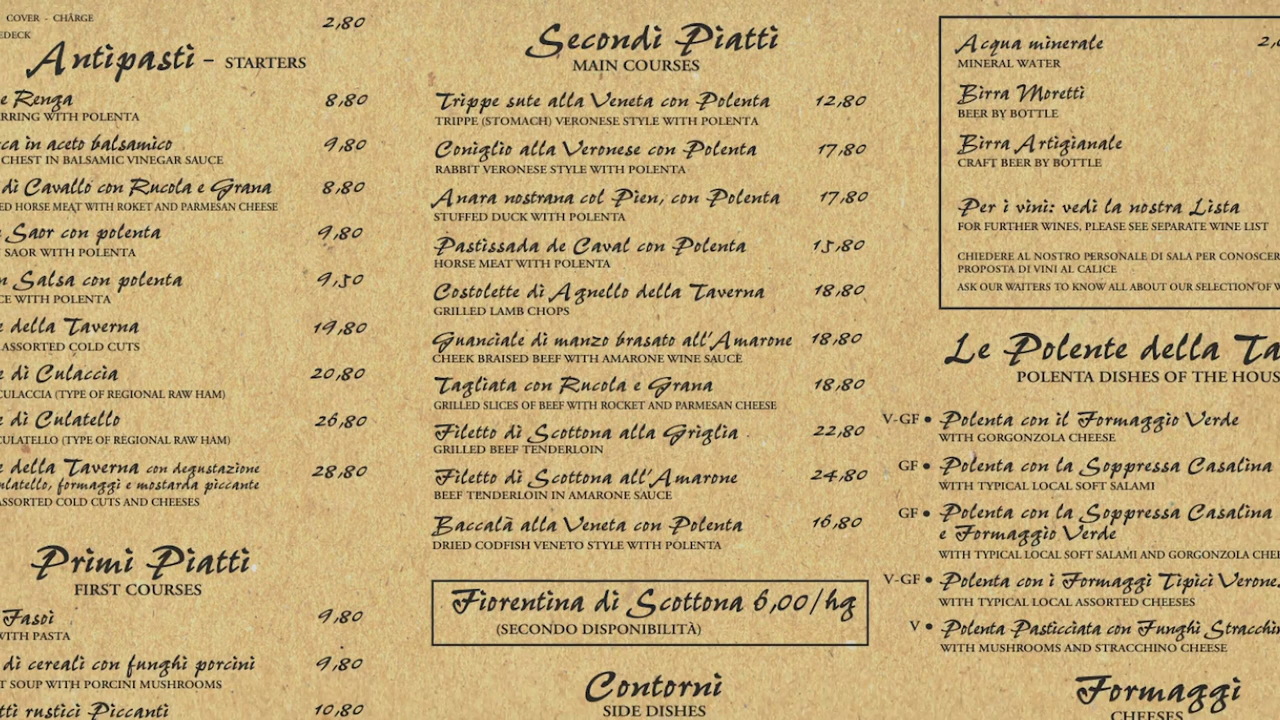 COVER - CHARGE 2,80
Antipasti - STARTERS
e Renga 8,80
WITH POLENTA
in aceto balsamico 9,80
CHEST IN BALSAMIC VINEGAR SAUCE
di Cavallo con Rucola e Grana 8,80
HORSE MEAT WITH ROKET AND PARMESAN CHEESE
Saor con polenta 9,80
SAOR WITH POLENTA
Salsa con polenta 9,50
WITH POLENTA
della Taverna 19,80
ASSORTED COLD CUTS
di Culaccia 20,80
CULACCIA (TYPE OF REGIONAL RAW HAM)
di Culatello 26,80
CULATELLO (TYPE OF REGIONAL RAW HAM)
della Taverna con degustazione 28,80
formaggi e mostarda piccante
ASSORTED COLD CUTS AND CHEESES
Primi Piatti
FIRST COURSES
Fasoi 9,80
WITH PASTA
di cereali con funghi porcini 9,80
SOUP WITH PORCINI MUSHROOMS
rustici Piccanti 10,80
Secondi Piatti
MAIN COURSES
Trippe sute alla Veneta con Polenta 12,80
TRIPPE (STOMACH) VERONESE STYLE WITH POLENTA
Coniglio alla Veronese con Polenta 17,80
RABBIT VERONESE STYLE WITH POLENTA
Anara nostrana col Pien, con Polenta 17,80
STUFFED DUCK WITH POLENTA
Pastissada de Caval con Polenta 15,80
HORSE MEAT WITH POLENTA
Costolette di Agnello della Taverna 18,80
GRILLED LAMB CHOPS
Guanciale di manzo brasato all'Amarone 18,80
CHEEK BRAISED BEEF WITH AMARONE WINE SAUCE
Tagliata con Rucola e Grana 18,80
GRILLED SLICES OF BEEF WITH ROCKET AND PARMESAN CHEESE
Filetto di Scottona alla Griglia 22,80
GRILLED BEEF TENDERLOIN
Filetto di Scottona all'Amarone 24,80
BEEF TENDERLOIN IN AMARONE SAUCE
Baccalà alla Veneta con Polenta 16,80
DRIED CODFISH VENETO STYLE WITH POLENTA
Fiorentina di Scottona 6,00/hg
(SECONDO DISPONIBILITÀ)
Contorni
SIDE DISHES
Acqua minerale
MINERAL WATER
Birra Moretti
BEER BY BOTTLE
Birra Artigianale
CRAFT BEER BY BOTTLE
Per i vini: vedi la nostra Lista
FOR FURTHER WINES, PLEASE SEE SEPARATE WINE LIST
CHIEDERE AL NOSTRO PERSONALE DI SALA PER CONOSCER
PROPOSTA DI VINI AL CALICE
ASK OUR WAITERS TO KNOW ALL ABOUT OUR SELECTION OF
Le Polente della Ta
POLENTA DISHES OF THE HOUS
V-GF • Polenta con il Formaggio Verde
WITH GORGONZOLA CHEESE
GF • Polenta con la Soppressa Casalina
WITH TYPICAL LOCAL SOFT SALAMI
GF • Polenta con la Soppressa Casalina
e Formaggio Verde
WITH TYPICAL LOCAL SOFT SALAMI AND GORGONZOLA CHE
V-GF • Polenta con i Formaggi Tipici Verone
WITH TYPICAL LOCAL ASSORTED CHEESES
V • Polenta Pasticciata con Funghi Stracchin
WITH MUSHROOMS AND STRACCHINO CHEESE
Formaggi
CHEESES